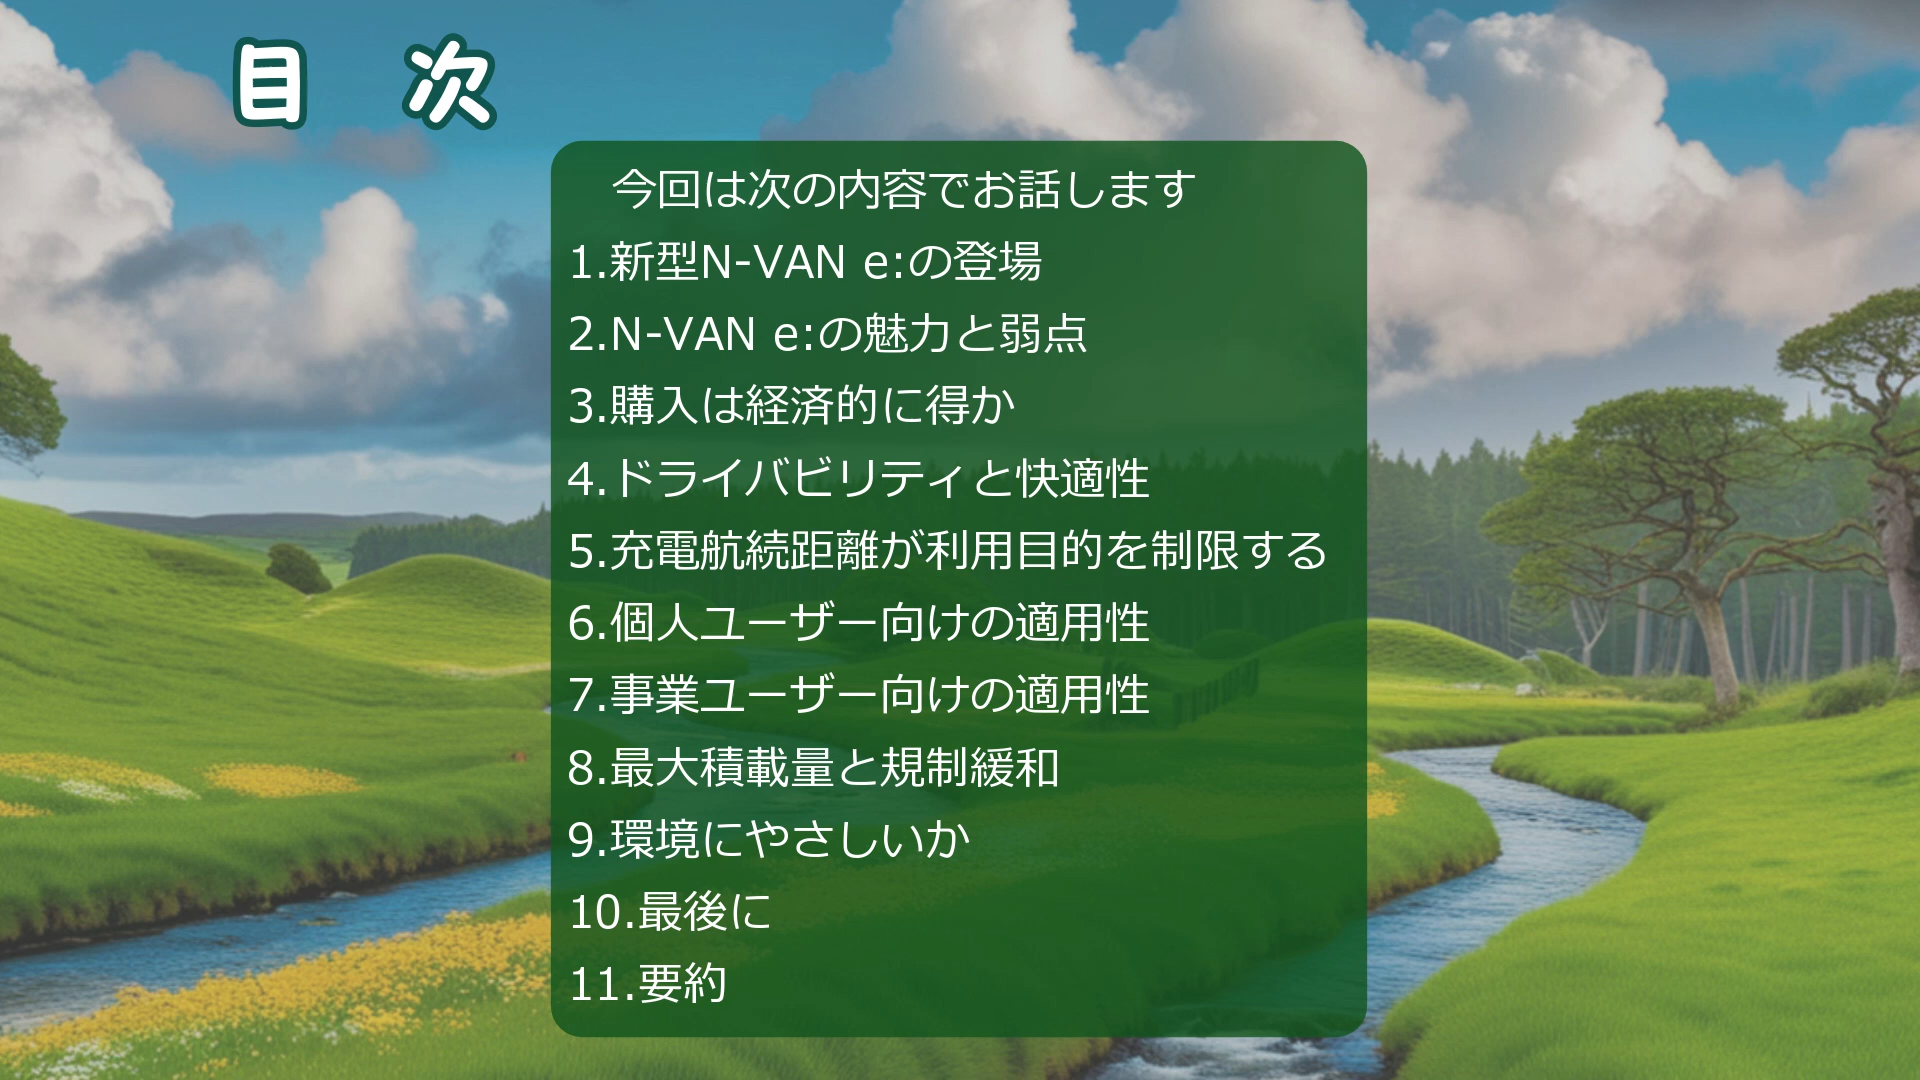 目　次
今回は次の内容でお話します
1.新型N-VAN e:の登場
2.N-VAN e:の魅力と弱点
3.購入は経済的に得か
4.ドライバビリティと快適性
5.充電航続距離が利用目的を制限する
6.個人ユーザー向けの適用性
7.事業ユーザー向けの適用性
8.最大積載量と規制緩和
9.環境にやさしいか
10.最後に
11.要約